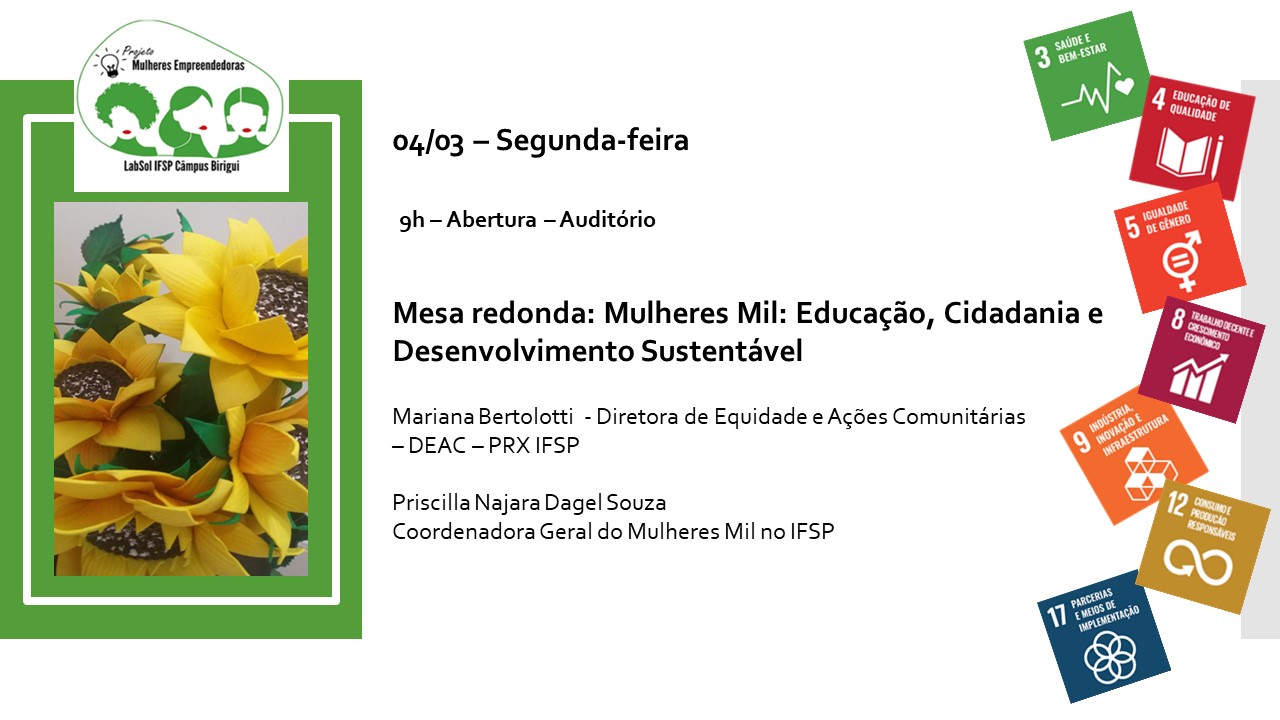 Projeto
Mulheres Empreendedoras
LabSol IFSP Câmpus Birigui
04/03 – Segunda-feira
9h – Abertura – Auditório
Mesa redonda: Mulheres Mil: Educação, Cidadania e
Desenvolvimento Sustentável
Mariana Bertolotti - Diretora de Equidade e Ações Comunitárias
– DEAC – PRX IFSP
Priscilla Najara Dagel Souza
Coordenadora Geral do Mulheres Mil no IFSP
3 SAÚDE E
BEM-ESTAR
4 EDUCAÇÃO DE
QUALIDADE
5 IGUALDADE
DE GÊNERO
8 TRABALHO DECENTE E
CRESCIMENTO
ECONÔMICO
9 INDÚSTRIA,
INOVAÇÃO E
INFRAESTRUTURA
12 CONSUMO E
PRODUÇÃO
RESPONSÁVEIS
17 PARCERIAS
E MEIOS DE
IMPLEMENTAÇÃO